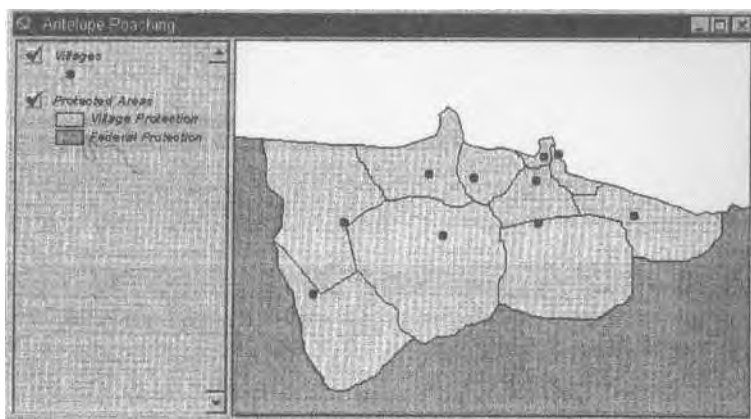 Antelope Poaching
Villages
Protected Areas
Village Protection
Federal Protection